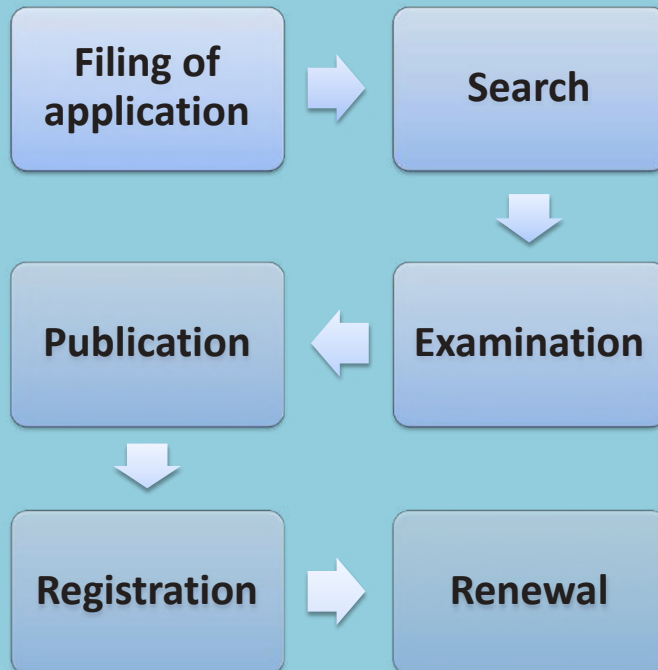 Filing of
application
Search
Examination
Publication
Registration
Renewal